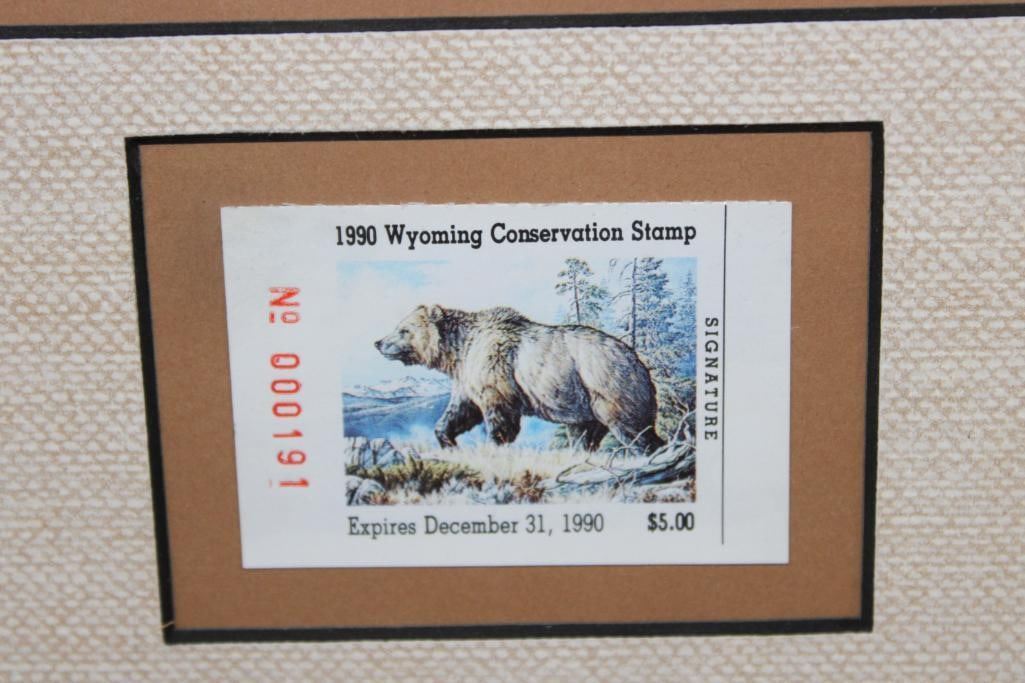 1990 Wyoming Conservation Stamp
No 000191
SIGNATURE
Expires December 31, 1990 $5.00